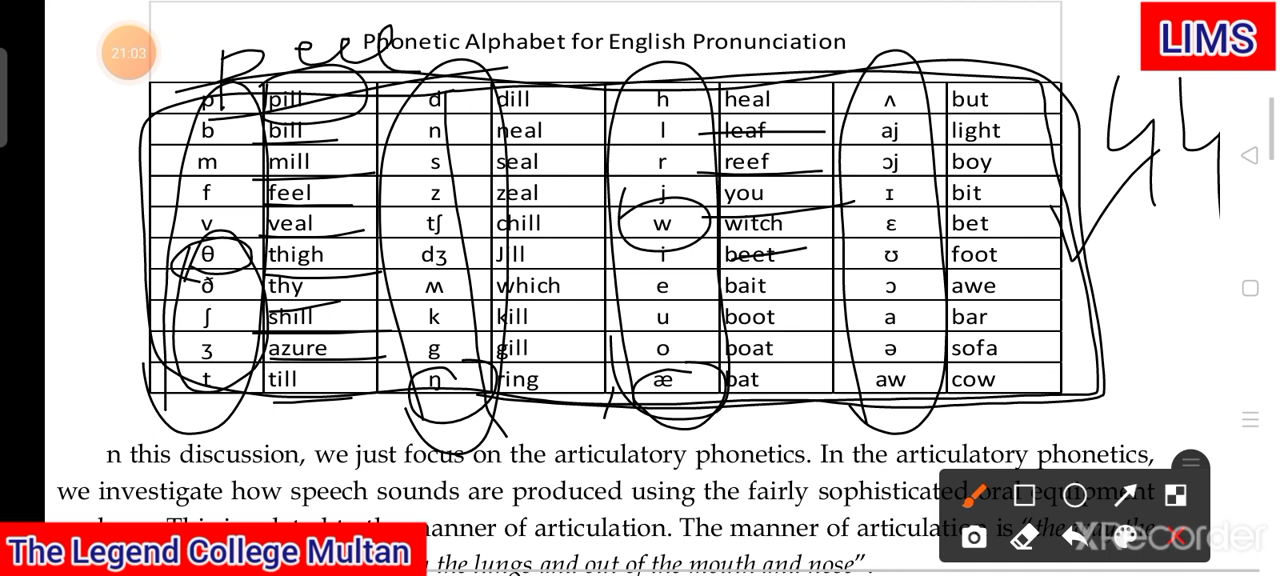 21:03
LIMS
peel
44
Phonetic Alphabet for English Pronunciation
p pill d dill h heal ʌ but
b bill n neal l leaf aj light
m mill s seal r reef ɔj boy
f feel z zeal j you ɪ bit
v veal tʃ chill w witch ɛ bet
θ thigh dʒ Jill i beet ʊ foot
ð thy ʍ which e bait ɔ awe
ʃ shill k kill u boot a bar
ʒ azure g gill o boat ə sofa
t till ŋ ring æ bat aw cow
n this discussion, we just focus on the articulatory phonetics. In the articulatory phonetics,
we investigate how speech sounds are produced using the fairly sophisticated oral equipment
manner of articulation. The manner of articulation is "the
the lungs and out of the mouth and nose".
XRecorder
The Legend College Multan